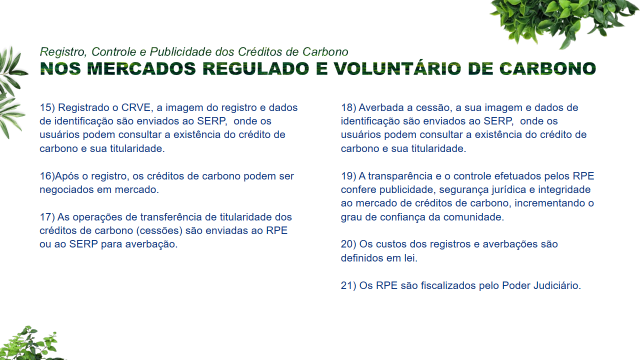 Registro, Controle e Publicidade dos Créditos de Carbono
NOS MERCADOS REGULADO E VOLUNTÁRIO DE CARBONO
15) Registrado o CRVE, a imagem do registro e dados
de identificação são enviados ao SERP, onde os
usuários podem consultar a existência do crédito de
carbono e sua titularidade.
16)Após o registro, os créditos de carbono podem ser
negociados em mercado.
17) As operações de transferência de titularidade dos
créditos de carbono (cessões) são enviadas ao RPE
ou ao SERP para averbação.
18) Averbada a cessão, a sua imagem e dados de
identificação são enviados ao SERP, onde os
usuários podem consultar a existência do crédito de
carbono e sua titularidade.
19) A transparência e o controle efetuados pelos RPE
confere publicidade, segurança jurídica e integridade
ao mercado de créditos de carbono, incrementando o
grau de confiança da comunidade.
20) Os custos dos registros e averbações são
definidos em lei.
21) Os RPE são fiscalizados pelo Poder Judiciário.